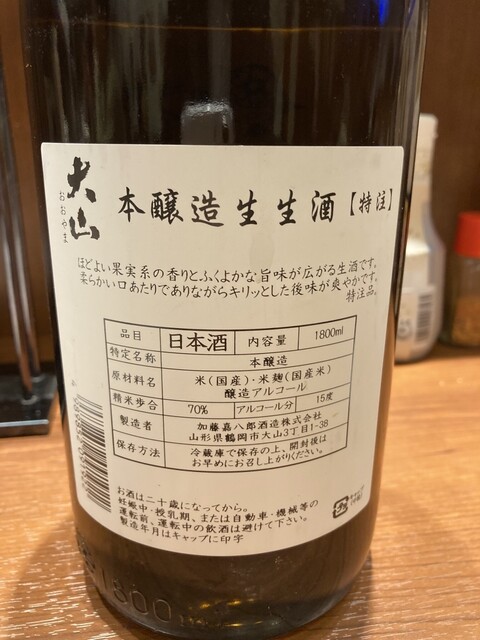 大山
おおやま
本醸造生生酒【特注】
ほどよい果実系の香りとふくよかな旨味が広がる生酒です。
柔らかい口あたりでありながらキリッとした後味が爽やかです。
特注品。
品目 日本酒 内容量 1800ml
特定名称 本醸造
原材料名 米(国産)・米麹(国産米)
醸造アルコール
精米歩合 70% アルコール分 15度
製造者 加藤嘉八郎酒造株式会社
山形県鶴岡市大山3丁目1-38
保存方法 冷蔵庫で保存の上、開封後は
お早めにお召し上がりください。
お酒は二十歳になってから。
妊娠中・授乳期、または自動車・機械等の
運転前、運転中の飲酒は避けて下さい。
製造年月はキャップに印字
1800